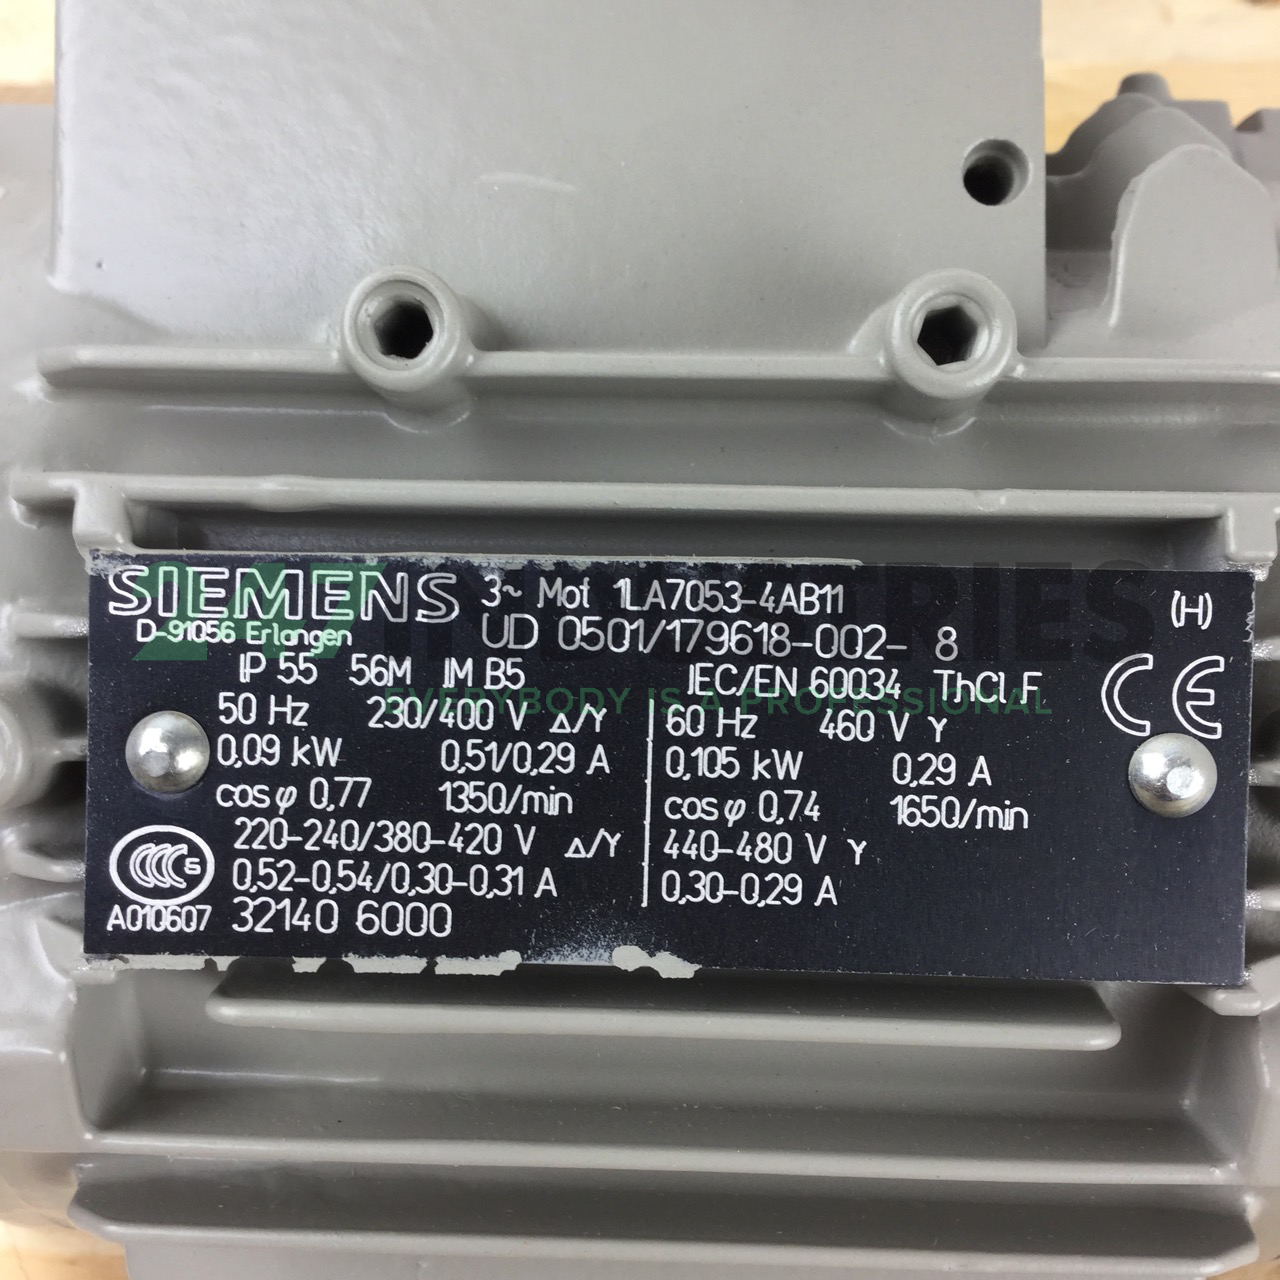 SIEMENS 3~ Mot 1LA7053-4AB11 (H)
D-91056 Erlangen UD 0501/179618-002- 8
IP 55 56M IM B5 IEC/EN 60034 ThCl.F
50 Hz 230/400 V Δ/Y 60 Hz 460 V Y CE
0,09 kW 0,51/0,29 A 0,105 kW 0,29 A
cos φ 0,77 1350/min cos φ 0,74 1650/min
220-240/380-420 V Δ/Y 440-480 V Y
CCC S 0,52-0,54/0,30-0,31 A 0,30-0,29 A
A010607 32140 6000
INDUSTRIES
EVERYBODY IS A PROFESSIONAL